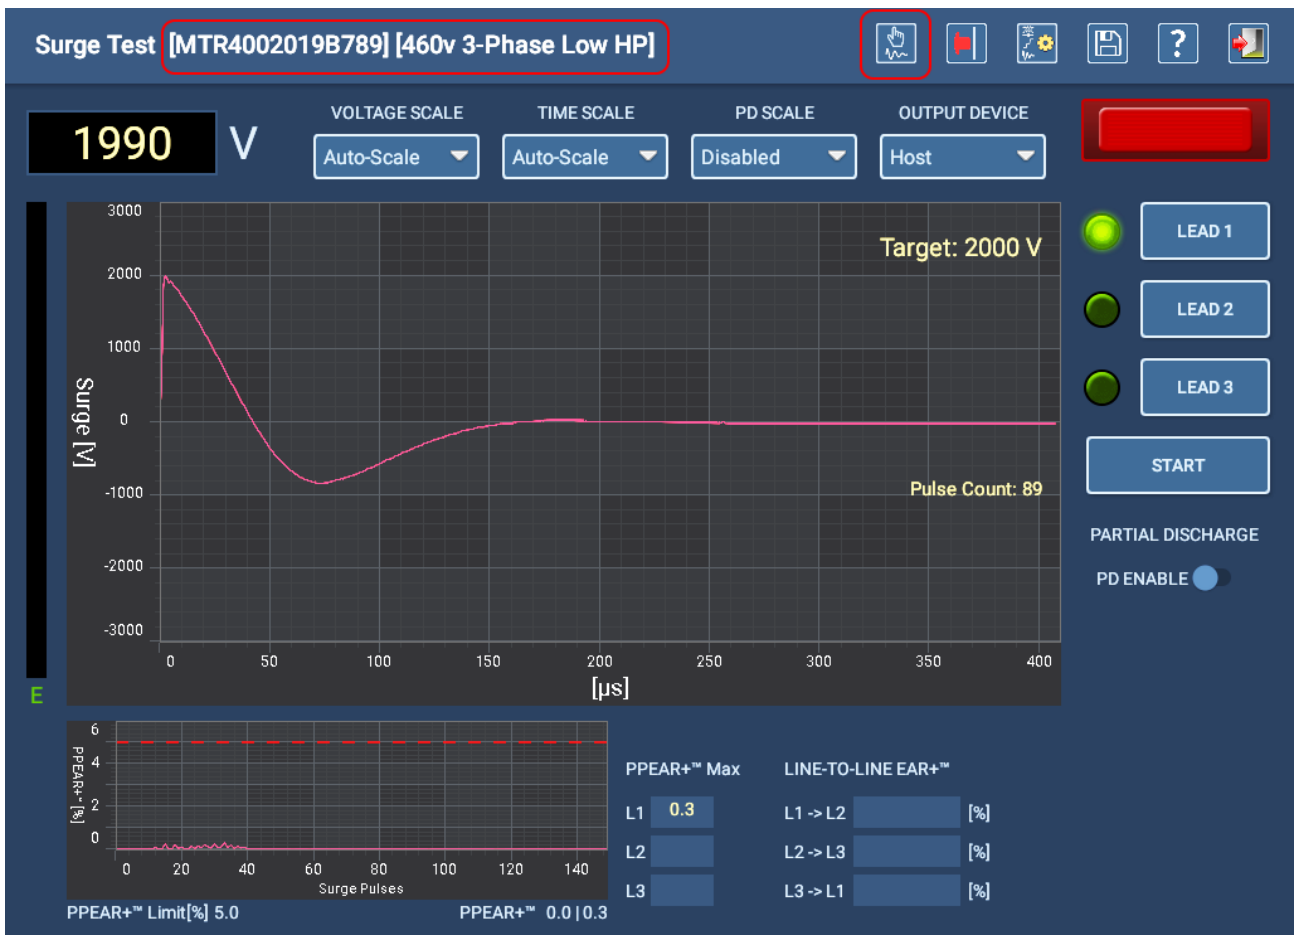 Surge Test [MTR4002019B789] [460v 3-Phase Low HP]
?
1990 V
VOLTAGE SCALE
Auto-Scale
TIME SCALE
Auto-Scale
PD SCALE
Disabled
OUTPUT DEVICE
Host
3000
2000
1000
0
-1000
-2000
-3000
Surge [V]
Target: 2000 V
Pulse Count: 89
0 50 100 150 200 250 300 350 400
[µs]
E
LEAD 1
LEAD 2
LEAD 3
START
PARTIAL DISCHARGE
PD ENABLE
6
4
2
0
PPEAR+™ [%]
0 20 40 60 80 100 120 140
Surge Pulses
PPEAR+™ Limit[%] 5.0
PPEAR+™ 0.0|0.3
PPEAR+™ Max
L1 0.3
L2
L3
LINE-TO-LINE EAR+™
L1 -> L2 [%]
L2 -> L3 [%]
L3 -> L1 [%]